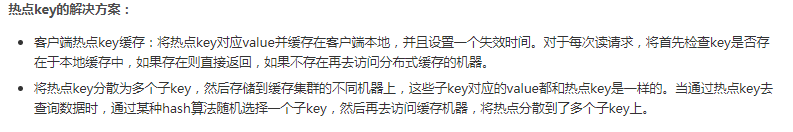 热点key的解决方案：
客户端热点key缓存：将热点key对应value并缓存在客户端本地，并且设置一个失效时间。对于每次读请求，将首先检查key是否存
在于本地缓存中，如果存在则直接返回，如果不存在再去访问分布式缓存的机器。
将热点key分散为多个子key，然后存储到缓存集群的不同机器上，这些子key对应的value都和热点key是一样的。当通过热点key去
查询数据时，通过某种hash算法随机选择一个子key，然后再去访问缓存机器，将热点分散到了多个子key上。